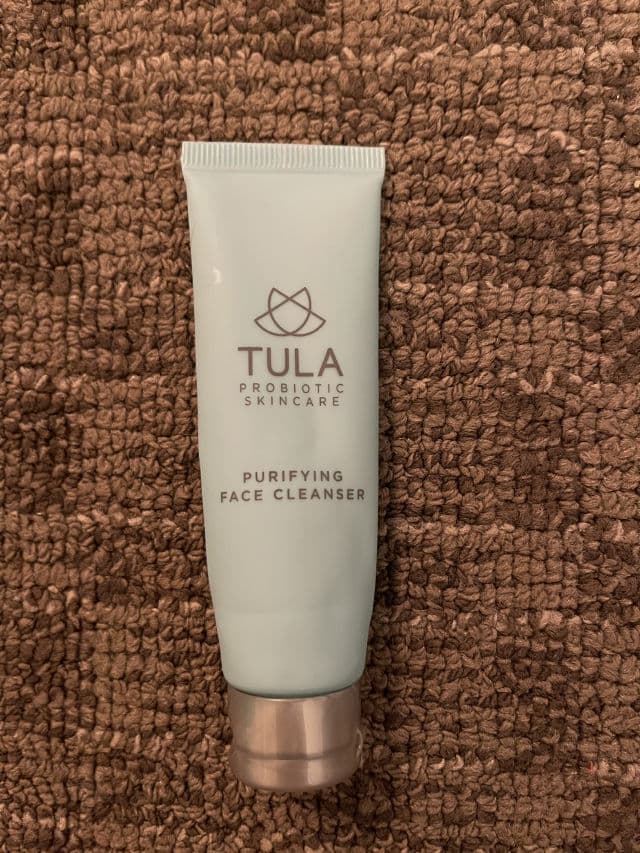 TULA
PROBIOTIC
SKINCARE
PURIFYING
FACE CLEANSER